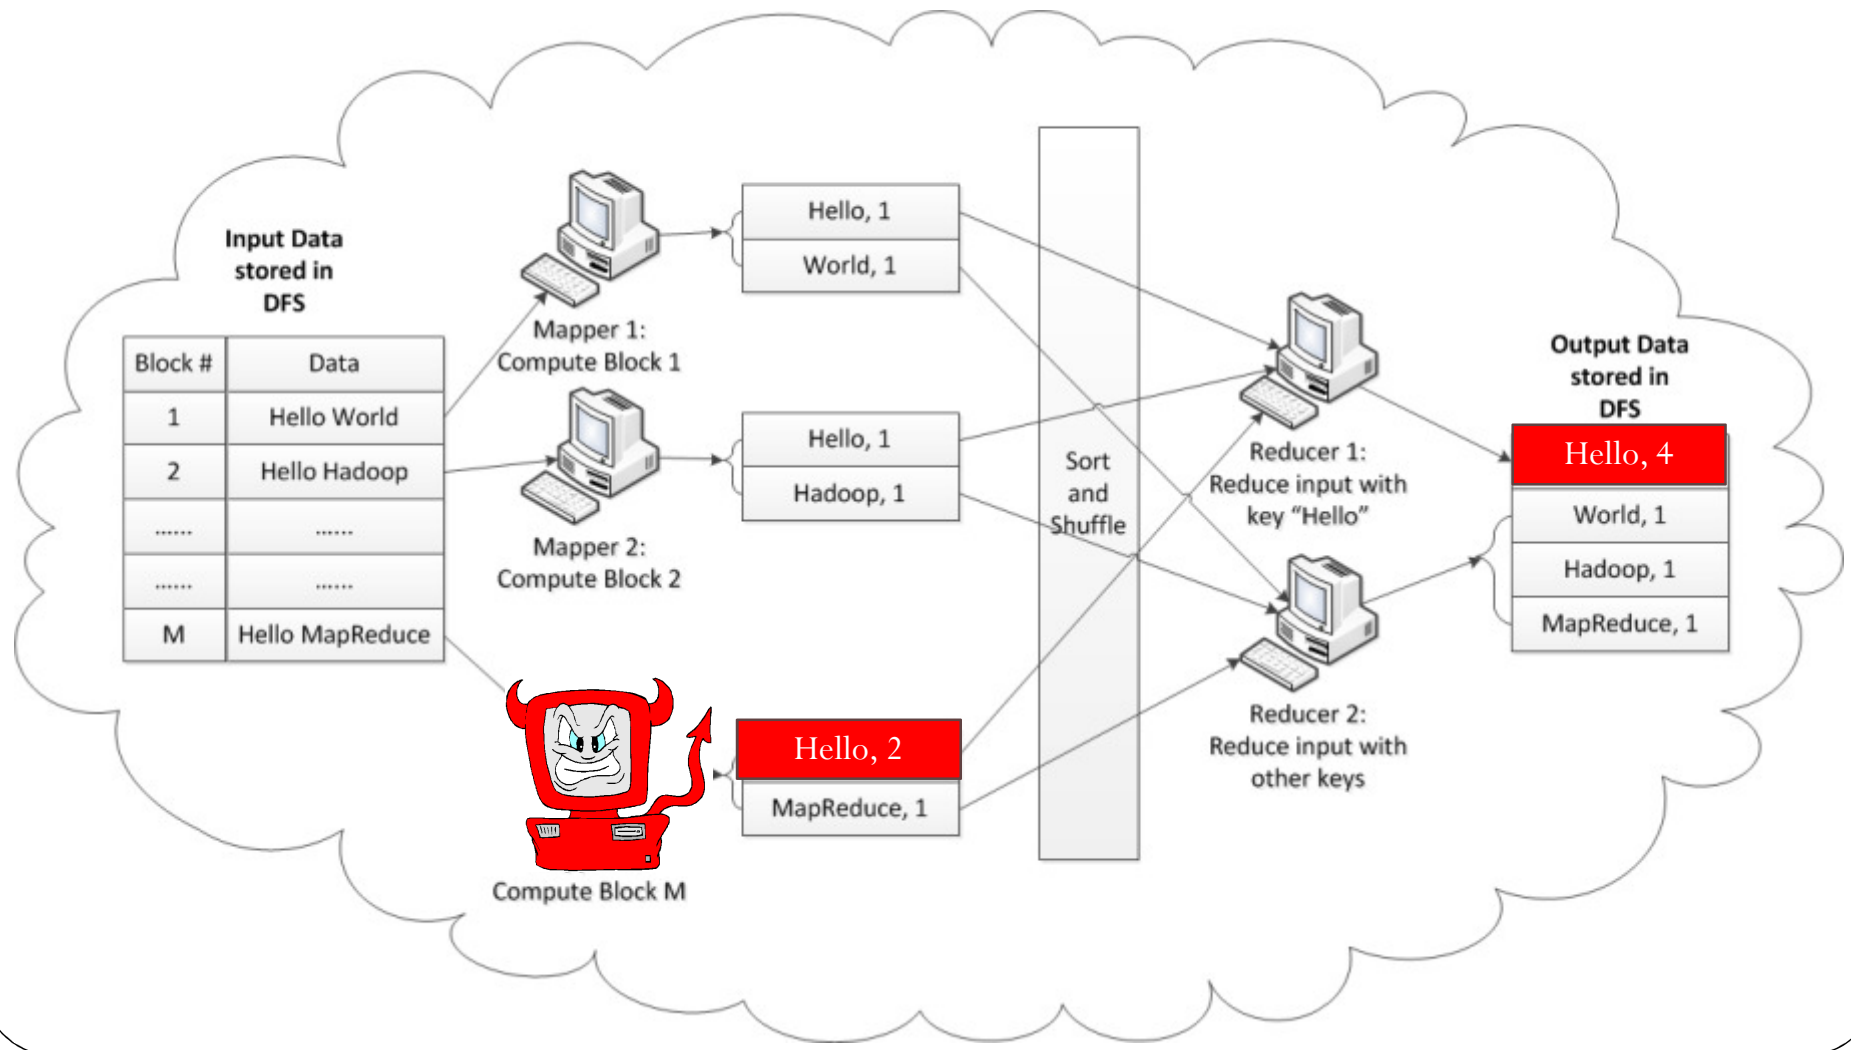 Input Data
stored in
DFS
Block # Data
1 Hello World
2 Hello Hadoop
...... ......
...... ......
M Hello MapReduce
Mapper 1:
Compute Block 1
Mapper 2:
Compute Block 2
Compute Block M
Hello, 1
World, 1
Hello, 1
Hadoop, 1
Hello, 2
MapReduce, 1
Sort
and
Shuffle
Reducer 1:
Reduce input with
key “Hello”
Reducer 2:
Reduce input with
other keys
Output Data
stored in
DFS
Hello, 4
World, 1
Hadoop, 1
MapReduce, 1